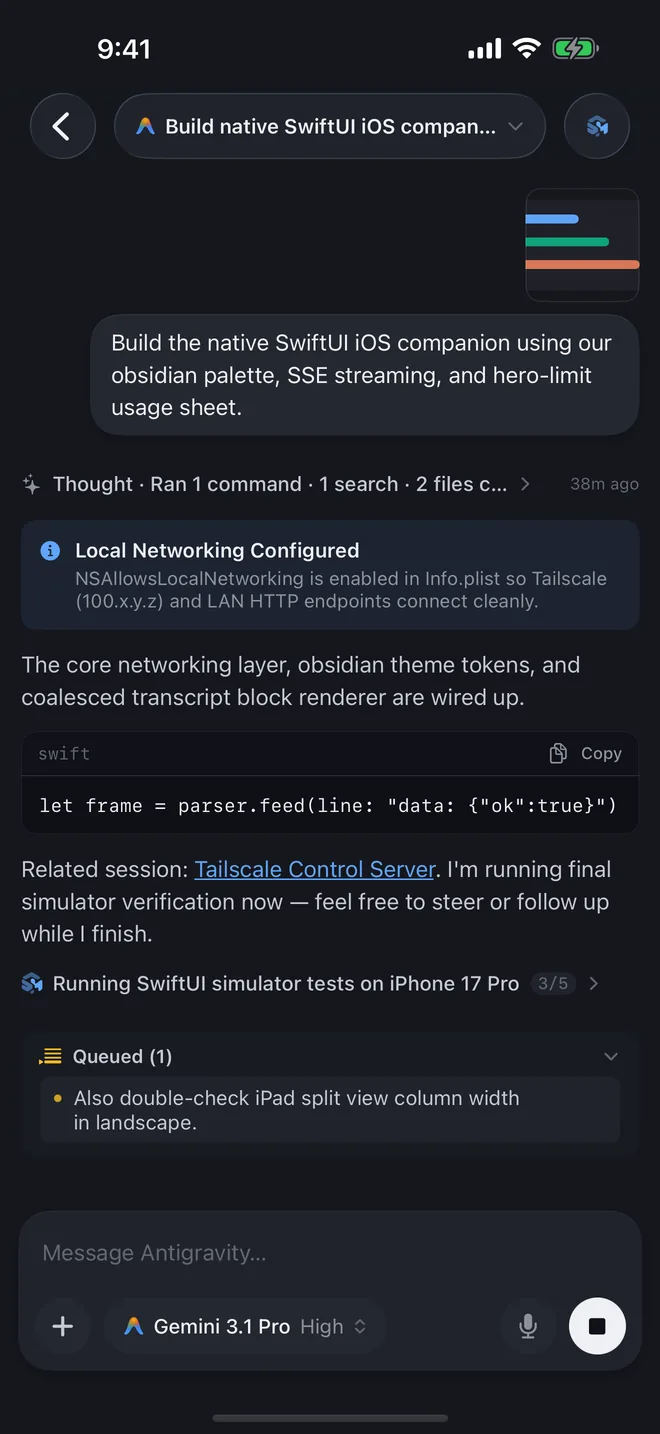 9:41
Build native SwiftUI iOS compan...
Build the native SwiftUI iOS companion using our
obsidian palette, SSE streaming, and hero-limit
usage sheet.
Thought · Ran 1 command · 1 search · 2 files c...
38m ago
Local Networking Configured
NSAllowsLocalNetworking is enabled in Info.plist so Tailscale
(100.x.y.z) and LAN HTTP endpoints connect cleanly.
The core networking layer, obsidian theme tokens, and
coalesced transcript block renderer are wired up.
swift
Copy
let frame = parser.feed(line: "data: {"ok":true}")
Related session: Tailscale Control Server. I'm running final
simulator verification now — feel free to steer or follow up
while I finish.
Running SwiftUI simulator tests on iPhone 17 Pro 3/5
Queued (1)
Also double-check iPad split view column width
in landscape.
Message Antigravity...
Gemini 3.1 Pro High